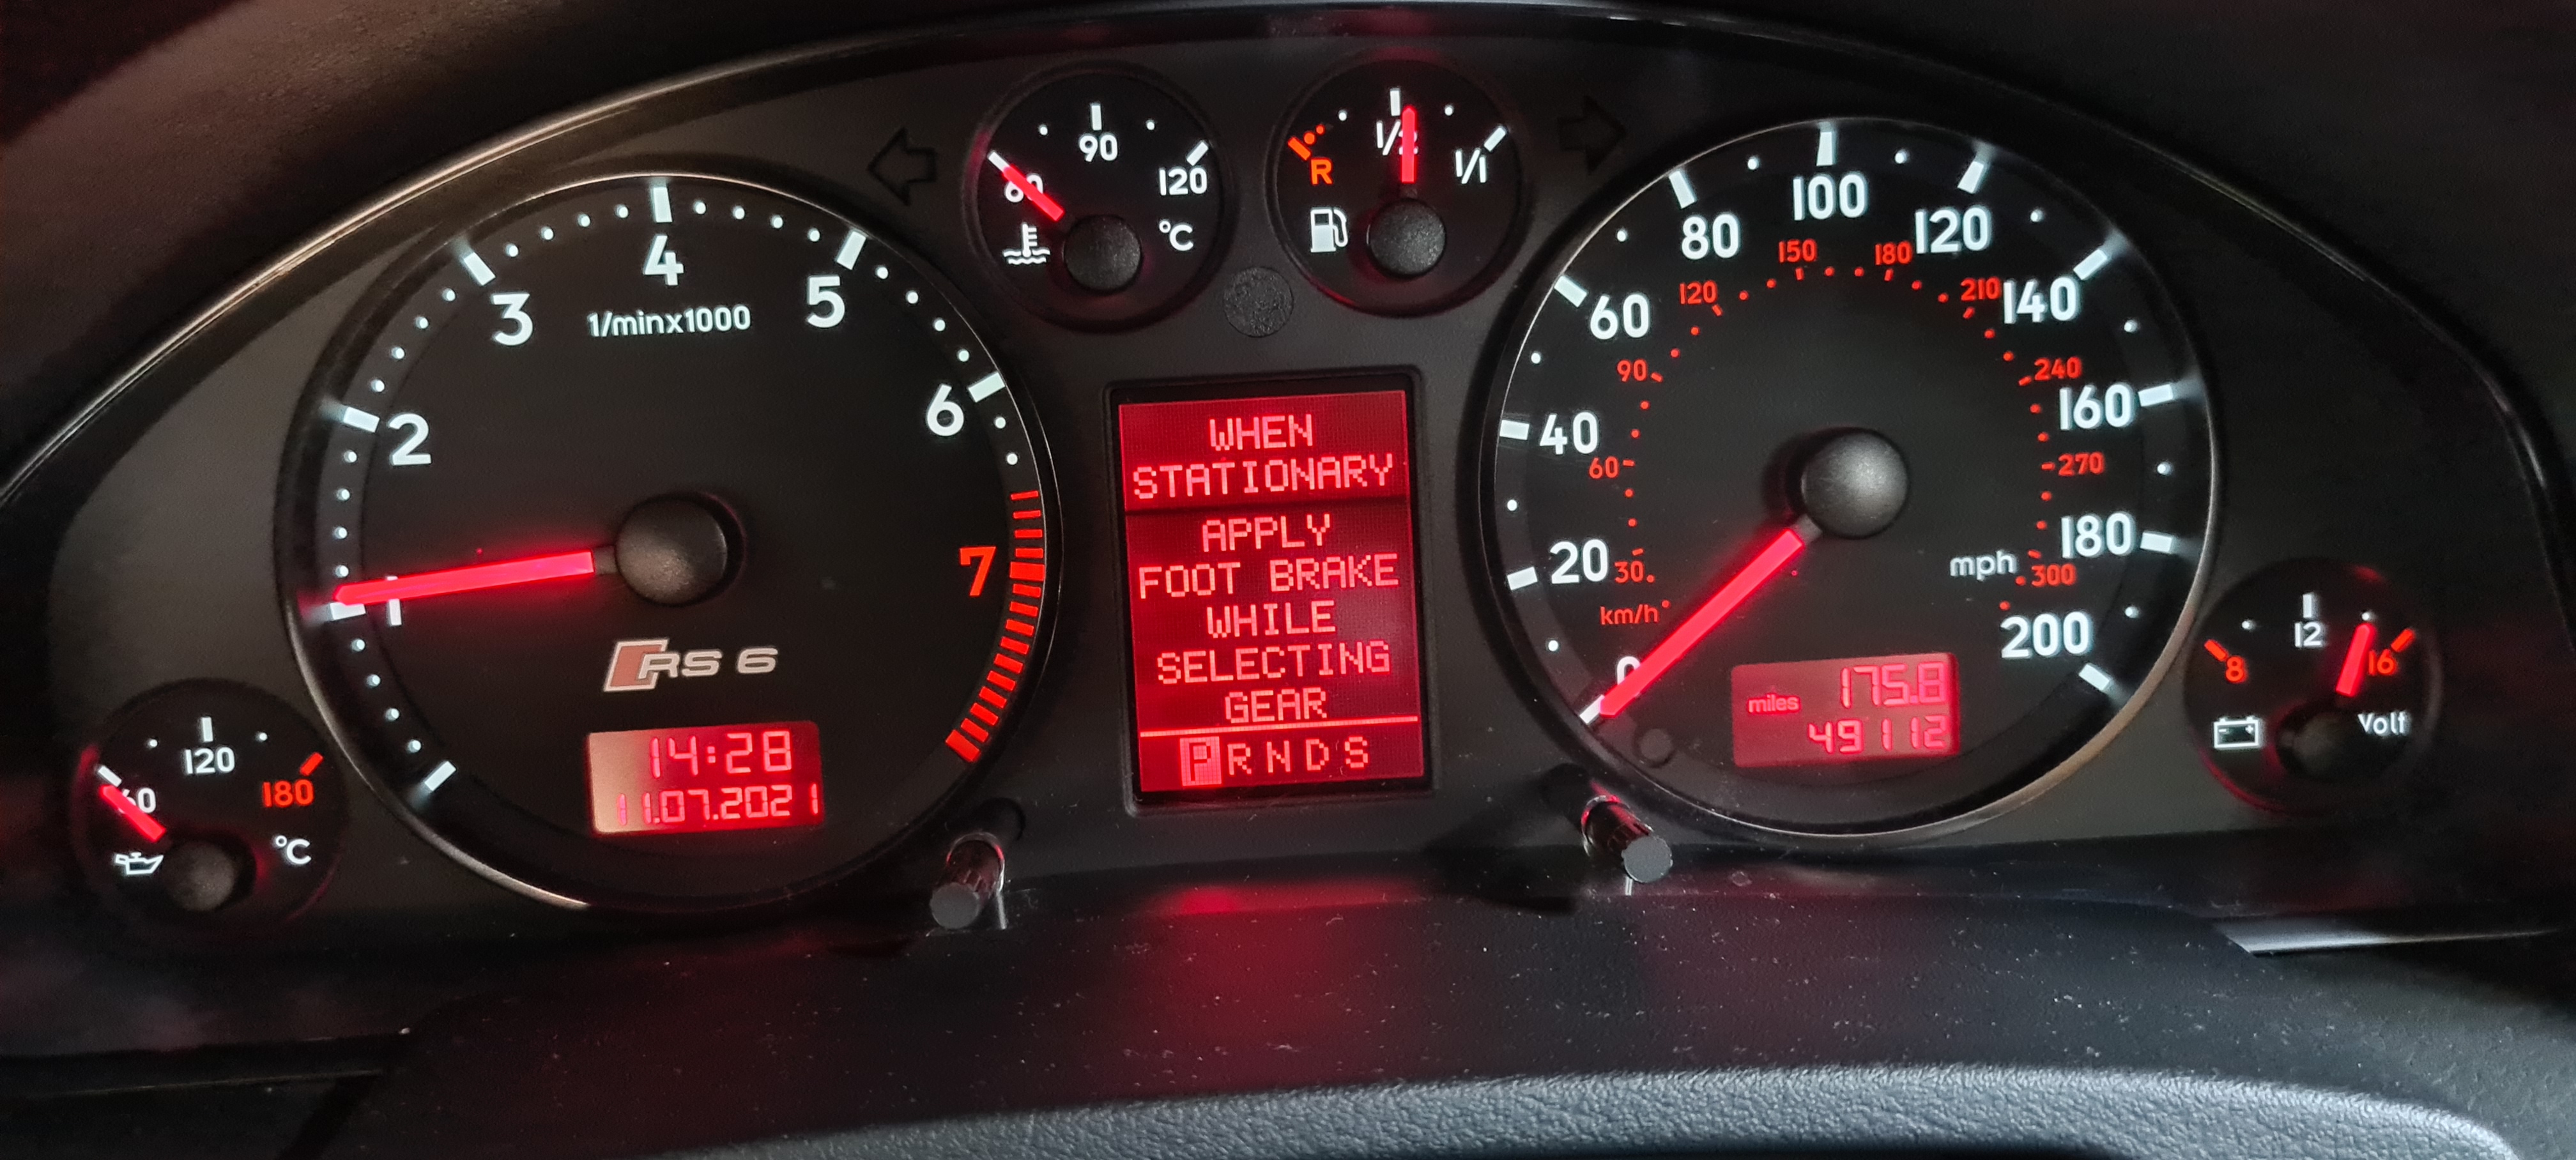 60
90
120
°C
R
1/2
1/1
1
2
3
4
5
6
7
1/minx1000
RS 6
14:28
11.07.2021
60
120
180
°C
WHEN
STATIONARY
APPLY
FOOT BRAKE
WHILE
SELECTING
GEAR
P R N D S
0
20
40
60
80
100
120
140
160
180
200
mph
30
60
90
120
150
180
210
240
270
300
km/h
miles
175.8
49112
8
12
16
Volt